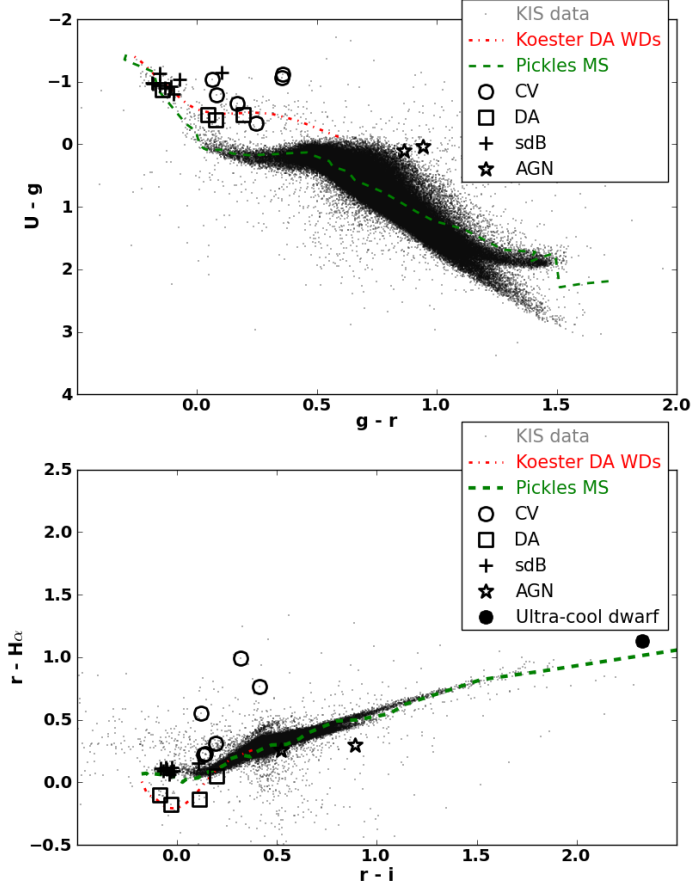 −2
−1
0
1
2
3
4
U - g
0.0
0.5
1.0
1.5
2.0
g - r
KIS data
Koester DA WDs
Pickles MS
CV
DA
sdB
AGN
2.5
2.0
1.5
1.0
0.5
0.0
−0.5
r - Hα
0.0
0.5
1.0
1.5
2.0
r - i
KIS data
Koester DA WDs
Pickles MS
CV
DA
sdB
AGN
Ultra-cool dwarf